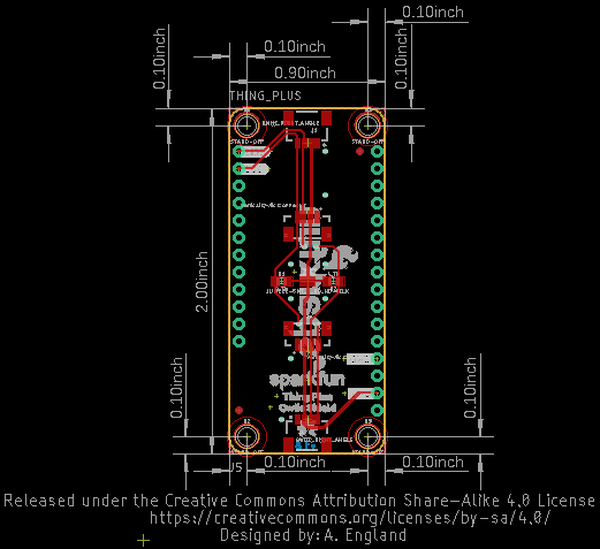 0.10inch
0.10inch
0.10inch
0.10inch
0.90inch
THING_PLUS
STAND-OFF
STAND-OFF
2.00inch
sparkfun
Thing Plus
Qwiic Shield
0.10inch
0.10inch
0.10inch
0.10inch
J5
Released under the Creative Commons Attribution Share-Alike 4.0 License
https://creativecommons.org/licenses/by-sa/4.0/
Designed by: A. England